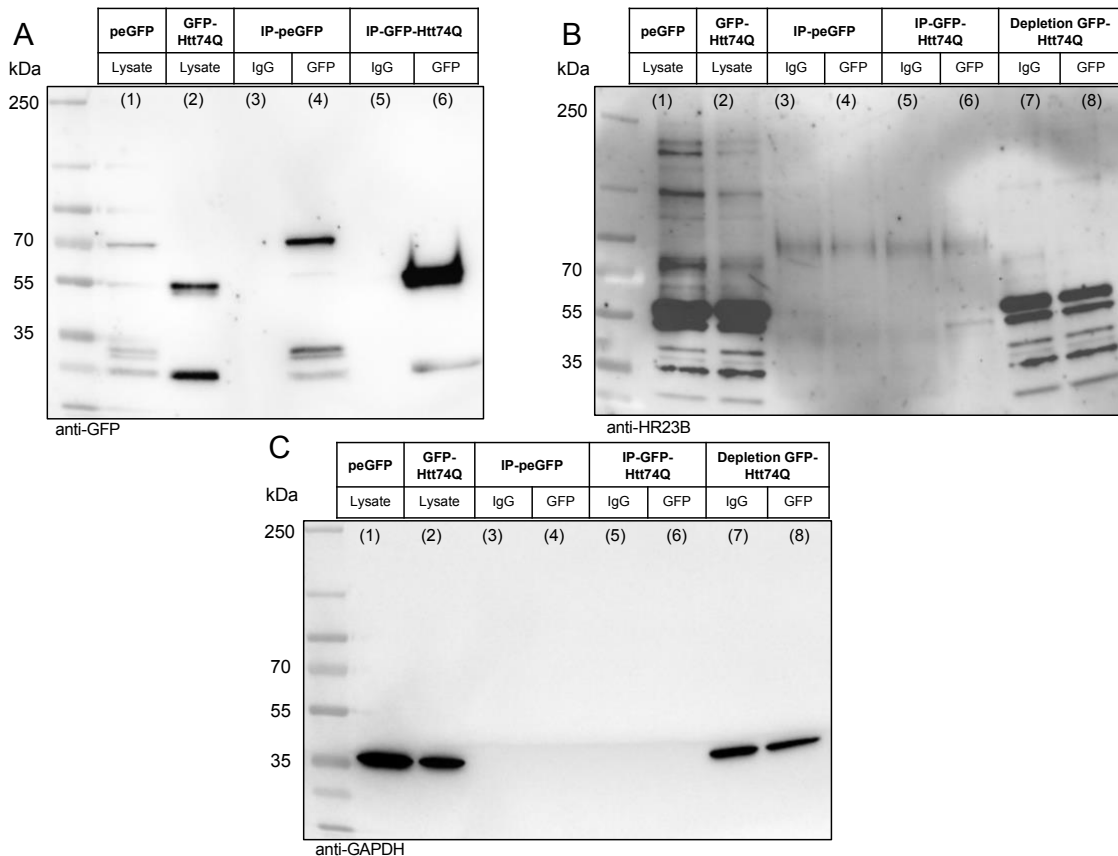 A
kDa
peGFP GFP-Htt74Q IP-peGFP IP-GFP-Htt74Q
Lysate Lysate IgG GFP IgG GFP
(1) (2) (3) (4) (5) (6)
250
70
55
35
anti-GFP
B
kDa
peGFP GFP-Htt74Q IP-peGFP IP-GFP-Htt74Q Depletion GFP-Htt74Q
Lysate Lysate IgG GFP IgG GFP IgG GFP
(1) (2) (3) (4) (5) (6) (7) (8)
250
70
55
35
anti-HR23B
C
kDa
peGFP GFP-Htt74Q IP-peGFP IP-GFP-Htt74Q Depletion GFP-Htt74Q
Lysate Lysate IgG GFP IgG GFP IgG GFP
(1) (2) (3) (4) (5) (6) (7) (8)
250
70
55
35
anti-GAPDH